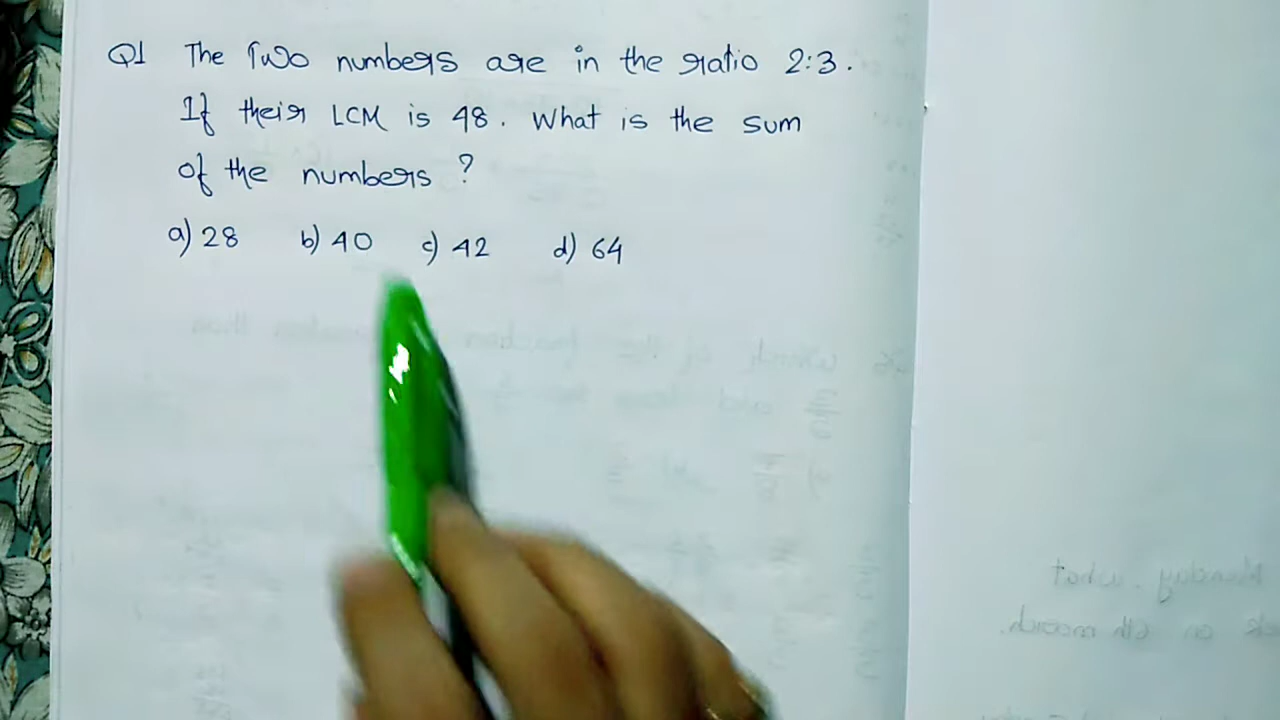 Q1 The Two numbers are in the ratio 2:3.
If their LCM is 48. What is the sum
of the numbers ?
a) 28 b) 40 c) 42 d) 64